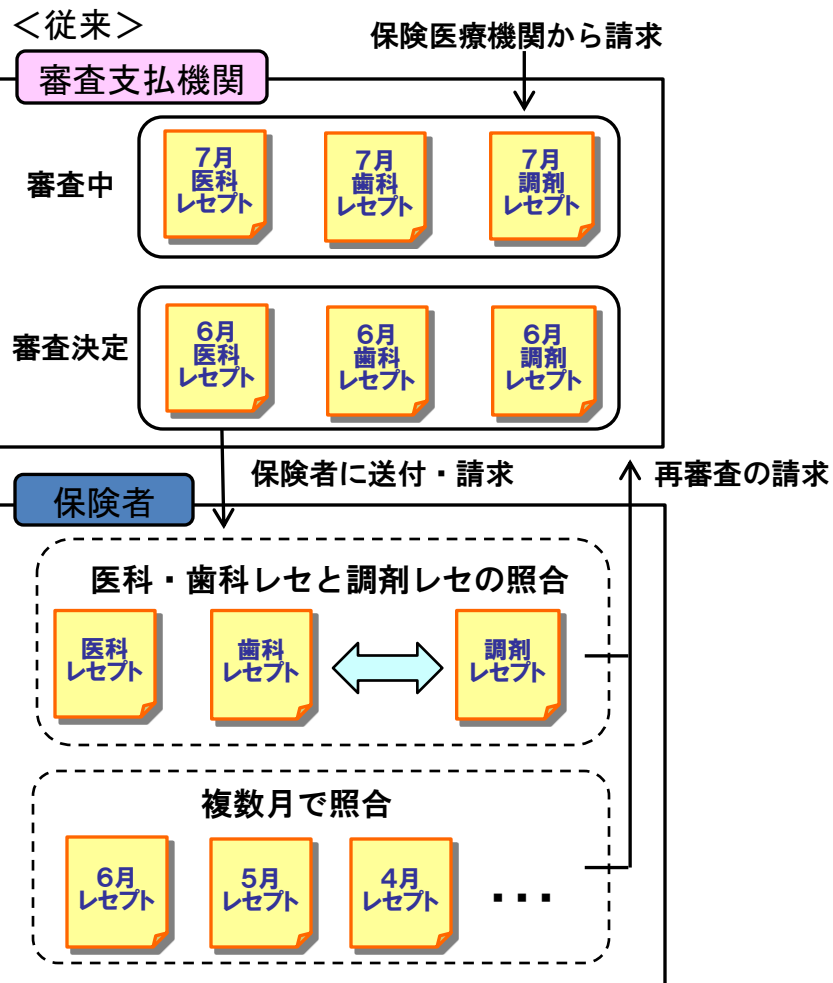 ＜従来＞
保険医療機関から請求
審査支払機関
審査中
７月
医科
レセプト
７月
歯科
レセプト
７月
調剤
レセプト
審査決定
６月
医科
レセプト
６月
歯科
レセプト
６月
調剤
レセプト
保険者に送付・請求
再審査の請求
保険者
医科・歯科レセと調剤レセの照合
医科
レセプト
歯科
レセプト
調剤
レセプト
複数月で照合
６月
レセプト
５月
レセプト
４月
レセプト
・・・